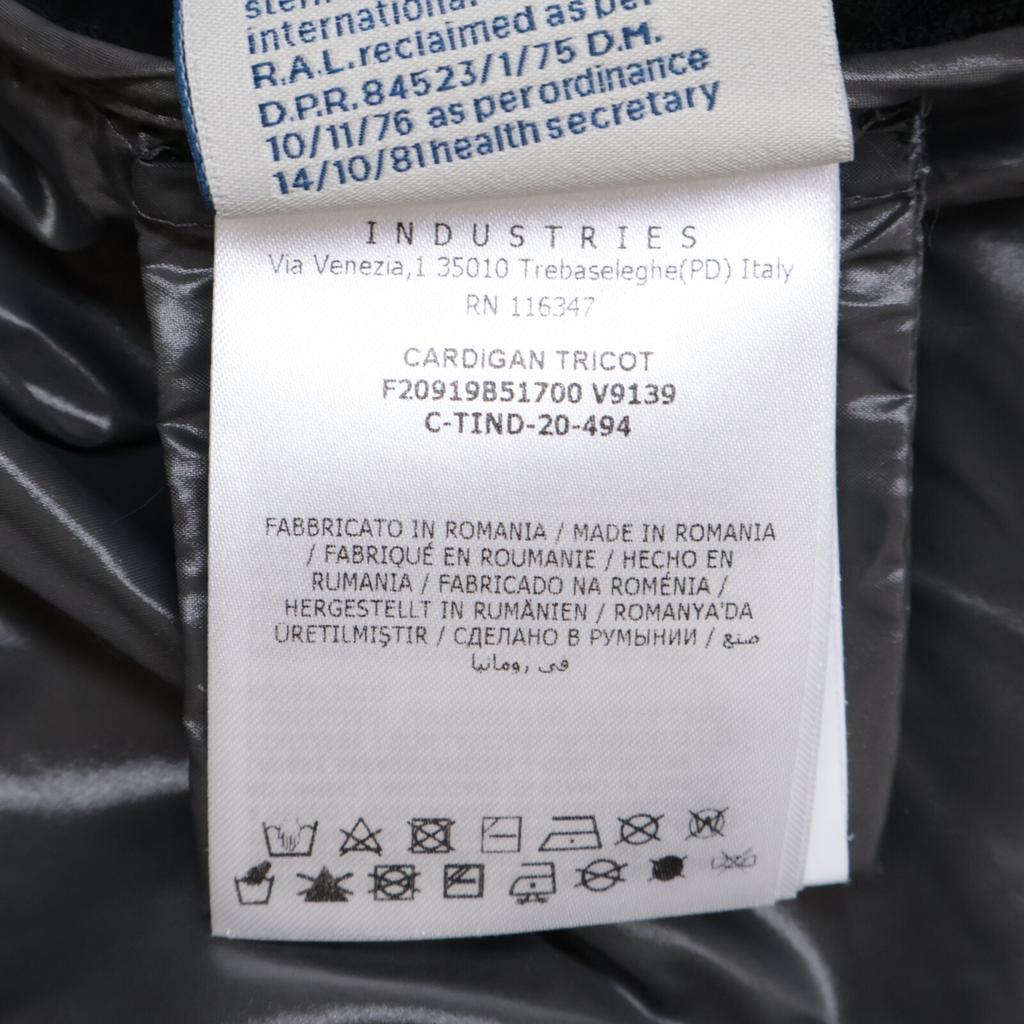 international
R.A.L.reclaimed as per
D.P.R. 84523/1/75 D.M.
10/11/76 as per ordinance
14/10/81 health secretary
INDUSTRIES
Via Venezia,1 35010 Trebaseleghe(PD) Italy
RN 116347
CARDIGAN TRICOT
F20919B51700 V9139
C-TIND-20-494
FABBRICATO IN ROMANIA / MADE IN ROMANIA
/ FABRIQUÉ EN ROUMANIE / HECHO EN
RUMANIA / FABRICADO NA ROMÉNIA /
HERGESTELLT IN RUMÄNIEN / ROMANYA'DA
ÜRETILMIŞTIR / СДЕЛАНО В РУМЫНИИ / صنع
في رومانيا